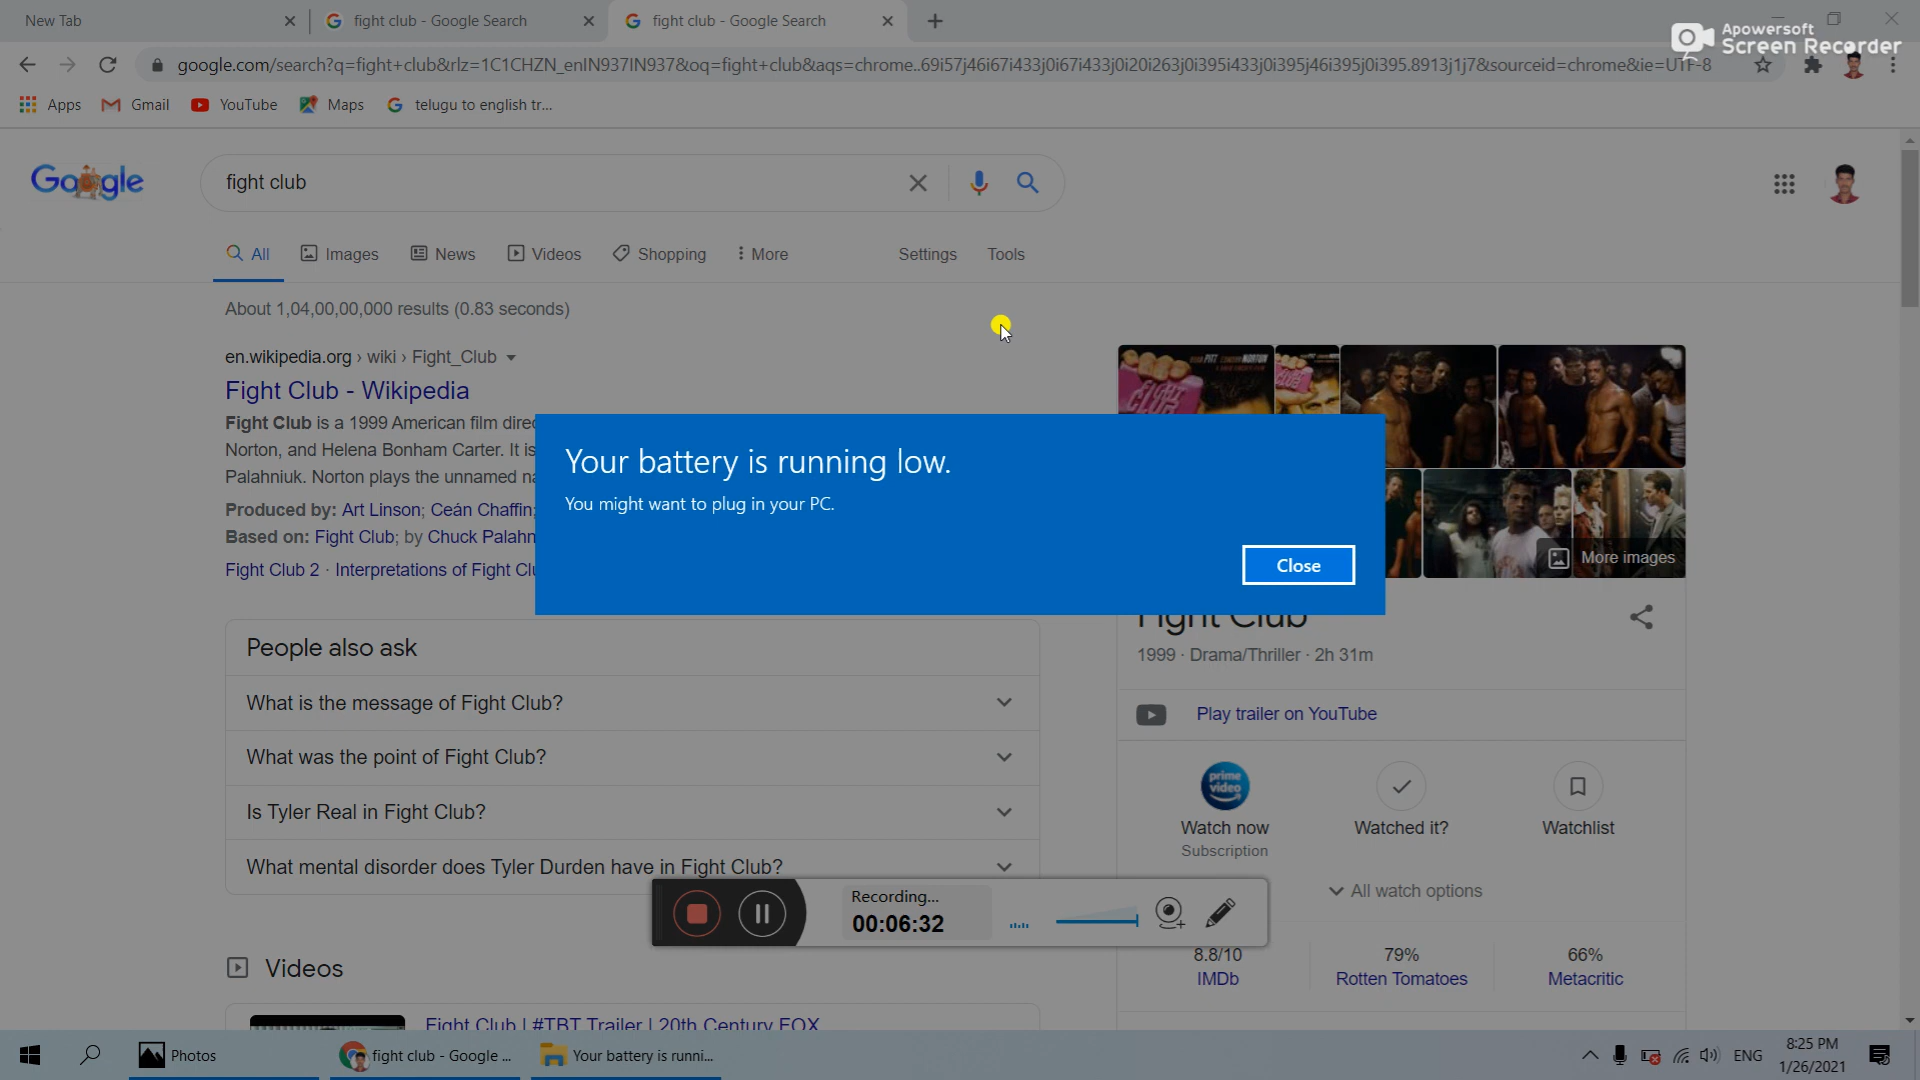 New Tab
fight club - Google Search
fight club - Google Search
Apowersoft
Screen Recorder
google.com/search?q=fight+club&rlz=1C1CHZN_enIN937IN937&oq=fight+club&aqs=chrome..69i57j46i67i433j0i67i433j0i20i263j0i395i433j0i395j46i395j0i395.8913j1j7&sourceid=chrome&ie=UTF-8
Apps
Gmail
YouTube
Maps
telugu to english tr...
Google
fight club
All
Images
News
Videos
Shopping
More
Settings
Tools
About 1,04,00,00,000 results (0.83 seconds)
en.wikipedia.org › wiki › Fight_Club
Fight Club - Wikipedia
Fight Club is a 1999 American film dire
Norton, and Helena Bonham Carter. It is
Palahniuk. Norton plays the unnamed na
Produced by: Art Linson; Ceán Chaffin;
Based on: Fight Club; by Chuck Palahn
Fight Club 2 · Interpretations of Fight Clu
Your battery is running low.
You might want to plug in your PC.
Close
More images
Fight Club
1999 · Drama/Thriller · 2h 31m
Play trailer on YouTube
prime
video
Watch now
Subscription
Watched it?
Watchlist
All watch options
8.8/10
IMDb
79%
Rotten Tomatoes
66%
Metacritic
People also ask
What is the message of Fight Club?
What was the point of Fight Club?
Is Tyler Real in Fight Club?
What mental disorder does Tyler Durden have in Fight Club?
Recording...
00:06:32
Videos
Fight Club | #TBT Trailer | 20th Century FOX
Photos
fight club - Google ...
Your battery is runni...
ENG
8:25 PM
1/26/2021